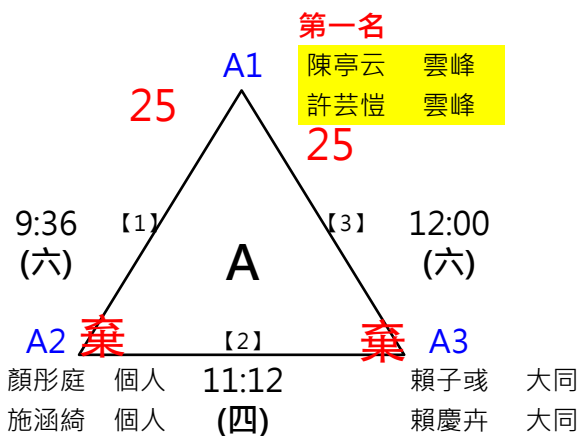 第一名
A1 陳亭云 雲峰
許芸愷 雲峰
25
25
9:36 【1】 【3】 12:00
(六) A (六)
A2 棄 【2】 棄 A3
顏彤庭 個人 11:12 賴子彧 大同
施涵綺 個人 (四) 賴慶卉 大同